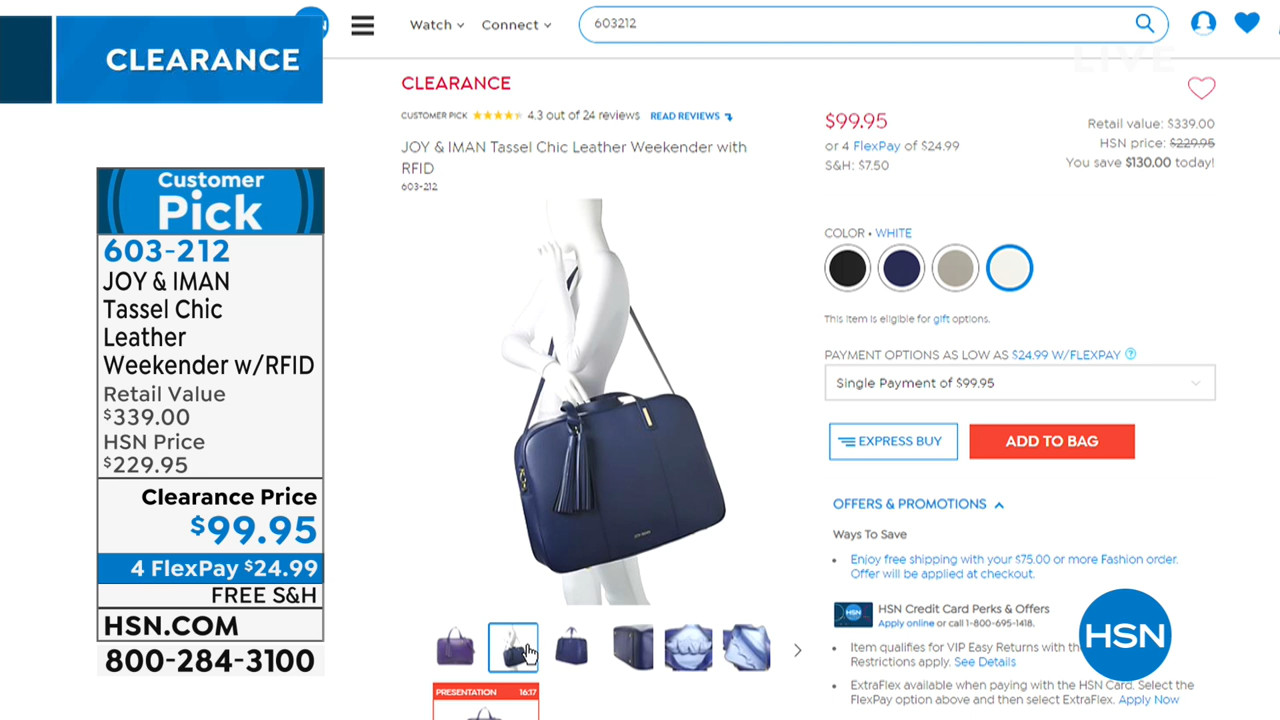 CLEARANCE
HSN
Watch
Connect
603212
LIVE
Customer
Pick
603-212
JOY & IMAN
Tassel Chic
Leather
Weekender w/RFID
Retail Value
$339.00
HSN Price
$229.95
Clearance Price
$99.95
4 FlexPay $24.99
FREE S&H
HSN.COM
800-284-3100
CLEARANCE
CUSTOMER PICK 4.3 out of 24 reviews READ REVIEWS
JOY & IMAN Tassel Chic Leather Weekender with
RFID
603-212
PRESENTATION 16:17
$99.95
or 4 FlexPay of $24.99
S&H: $7.50
Retail value: $339.00
HSN price: $229.95
You save $130.00 today!
COLOR • WHITE
This item is eligible for gift options.
PAYMENT OPTIONS AS LOW AS $24.99 W/FLEXPAY ?
Single Payment of $99.95
EXPRESS BUY
ADD TO BAG
OFFERS & PROMOTIONS
Ways To Save
• Enjoy free shipping with your $75.00 or more Fashion order.
Offer will be applied at checkout.
HSN Credit Card Perks & Offers
Apply online or call 1-800-695-1418.
• Item qualifies for VIP Easy Returns with the
Restrictions apply. See Details
• ExtraFlex available when paying with the HSN Card. Select the
FlexPay option above and then select ExtraFlex. Apply Now
HSN